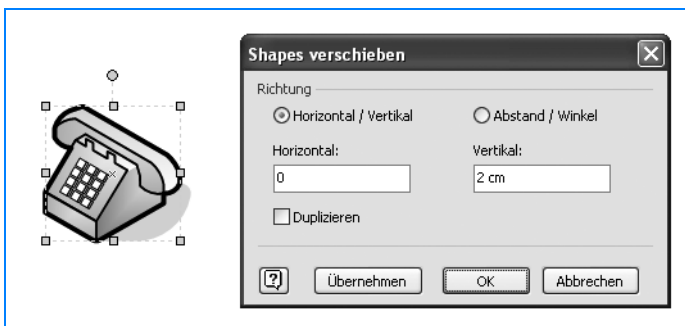 Shapes verschieben
Richtung
Horizontal / Vertikal Abstand / Winkel
Horizontal: Vertikal:
0 2 cm
Duplizieren
Übernehmen OK Abbrechen